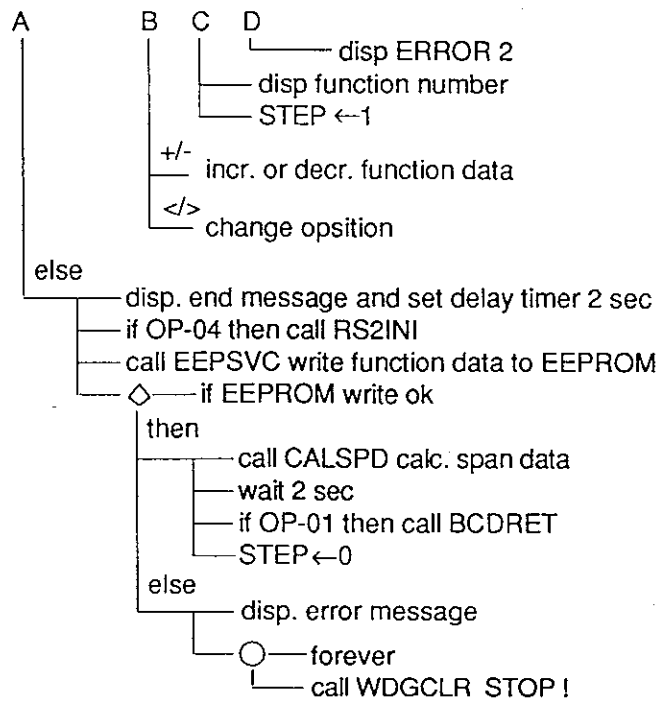 A B C D
disp ERROR 2
disp function number
STEP ←1
+/-
incr. or decr. function data
</>
change opsition
else
disp. end message and set delay timer 2 sec
if OP-04 then call RS2INI
call EEPSVC write function data to EEPROM
if EEPROM write ok
then
call CALSPD calc. span data
wait 2 sec
if OP-01 then call BCDRET
STEP←0
else
disp. error message
forever
call WDGCLR STOP !